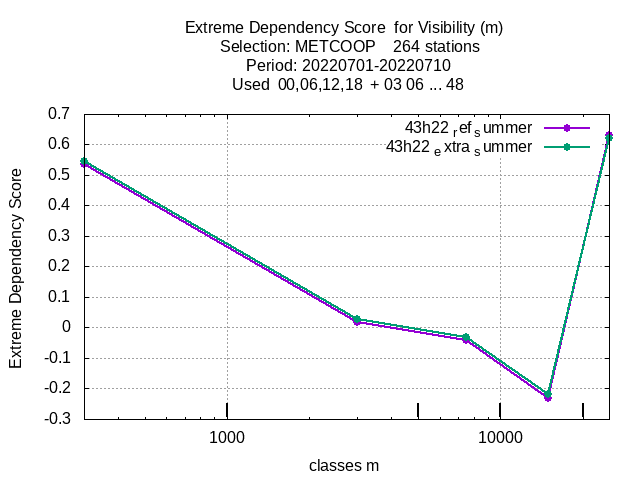 Extreme Dependency Score  for Visibility (m)
Selection: METCOOP    264 stations
Period: 20220701-20220710
Used  00,06,12,18  + 03 06 ... 48
43h22 ref summer
43h22 extra summer
Extreme Dependency Score
0.7
0.6
0.5
0.4
0.3
0.2
0.1
0
-0.1
-0.2
-0.3
1000 10000
classes m